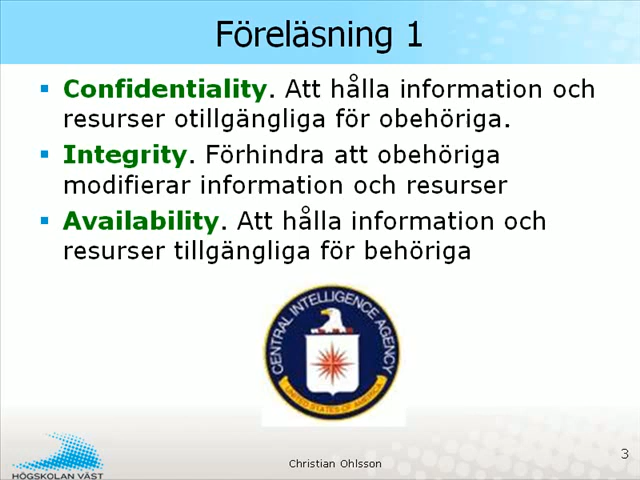 Föreläsning 1
Confidentiality. Att hålla information och
resurser otillgängliga för obehöriga.
Integrity. Förhindra att obehöriga
modifierar information och resurser
Availability. Att hålla information och
resurser tillgängliga för behöriga
CENTRAL INTELLIGENCE AGENCY
UNITED STATES OF AMERICA
HÖGSKOLAN VÄST
Christian Ohlsson
3